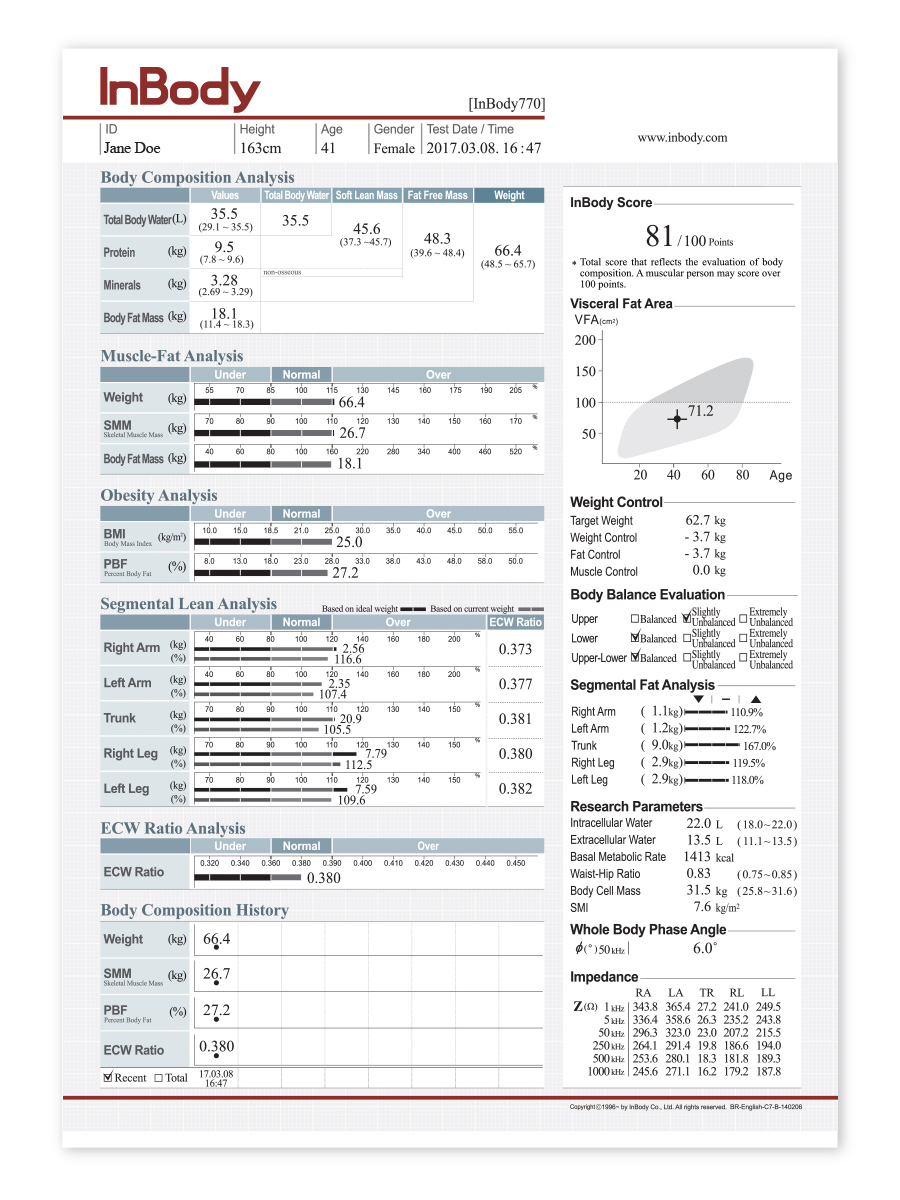 InBody
[InBody770]
ID
Jane Doe
Height
163cm
Age
41
Gender
Female
Test Date / Time
2017.03.08. 16:47
www.inbody.com
Body Composition Analysis
Values Total Body Water Soft Lean Mass Fat Free Mass Weight
Total Body Water (L) 35.5 (29.1 ~ 35.5) 35.5 45.6 (37.3 ~45.7) 48.3 (39.6 ~ 48.4) 66.4 (48.5 ~ 65.7)
Protein (kg) 9.5 (7.8 ~ 9.6)
Minerals (kg) 3.28 (2.69 ~ 3.29) non-osseous
Body Fat Mass (kg) 18.1 (11.4 ~ 18.3)
Muscle-Fat Analysis
Under Normal Over
Weight (kg) 55 70 85 100 115 130 145 160 175 190 205 %
66.4
SMM (kg) 70 80 90 100 110 120 130 140 150 160 170 %
Skeletal Muscle Mass 26.7
Body Fat Mass (kg) 40 60 80 100 160 220 280 340 400 460 520 %
18.1
Obesity Analysis
Under Normal Over
BMI (kg/m²) 10.0 15.0 18.5 21.0 25.0 30.0 35.0 40.0 45.0 50.0 55.0
Body Mass Index 25.0
PBF (%) 8.0 13.0 18.0 23.0 28.0 33.0 38.0 43.0 48.0 53.0 58.0
Percent Body Fat 27.2
Segmental Lean Analysis
Based on ideal weight Based on current weight
Under Normal Over ECW Ratio
Right Arm (kg) (%) 40 60 80 100 120 140 160 180 200 %
2.56
116.6
0.373
Left Arm (kg) (%) 40 60 80 100 120 140 160 180 200 %
2.35
107.4
0.377
Trunk (kg) (%) 70 80 90 100 110 120 130 140 150 %
20.9
105.5
0.381
Right Leg (kg) (%) 70 80 90 100 110 120 130 140 150 %
7.79
112.5
0.380
Left Leg (kg) (%) 70 80 90 100 110 120 130 140 150 %
7.59
109.6
0.382
ECW Ratio Analysis
Under Normal Over
ECW Ratio 0.320 0.340 0.360 0.380 0.390 0.400 0.410 0.420 0.430 0.440 0.450
0.380
Body Composition History
Weight (kg) 66.4
SMM (kg) 26.7
Skeletal Muscle Mass
PBF (%) 27.2
Percent Body Fat
ECW Ratio 0.380
Recent Total 17.03.08
16:47
InBody Score
81 /100 Points
* Total score that reflects the evaluation of body
composition. A muscular person may score over
100 points.
Visceral Fat Area
VFA(cm²)
200
150
100
71.2
50
20 40 60 80 Age
Weight Control
Target Weight 62.7 kg
Weight Control - 3.7 kg
Fat Control - 3.7 kg
Muscle Control 0.0 kg
Body Balance Evaluation
Upper Balanced Slightly Unbalanced Extremely Unbalanced
Lower Balanced Slightly Unbalanced Extremely Unbalanced
Upper-Lower Balanced Slightly Unbalanced Extremely Unbalanced
Segmental Fat Analysis
Right Arm ( 1.1kg) 110.9%
Left Arm ( 1.2kg) 122.7%
Trunk ( 9.0kg) 167.0%
Right Leg ( 2.9kg) 119.5%
Left Leg ( 2.9kg) 118.0%
Research Parameters
Intracellular Water 22.0 L (18.0~22.0)
Extracellular Water 13.5 L (11.1~13.5)
Basal Metabolic Rate 1413 kcal
Waist-Hip Ratio 0.83 (0.75~0.85)
Body Cell Mass 31.5 kg (25.8~31.6)
SMI 7.6 kg/m²
Whole Body Phase Angle
ϕ(°)50kHz 6.0°
Impedance
RA LA TR RL LL
Z(Ω) 1 kHz 343.8 365.4 27.2 241.0 249.5
5 kHz 336.4 358.6 26.3 235.2 243.8
50 kHz 296.3 323.0 23.0 207.2 215.5
250 kHz 264.1 291.4 19.8 186.6 194.0
500 kHz 253.6 280.1 18.3 181.8 189.3
1000 kHz 245.6 271.1 16.2 179.2 187.8
Copyright©1996~ by InBody Co., Ltd. All rights reserved. BR-English-C7-B-140206